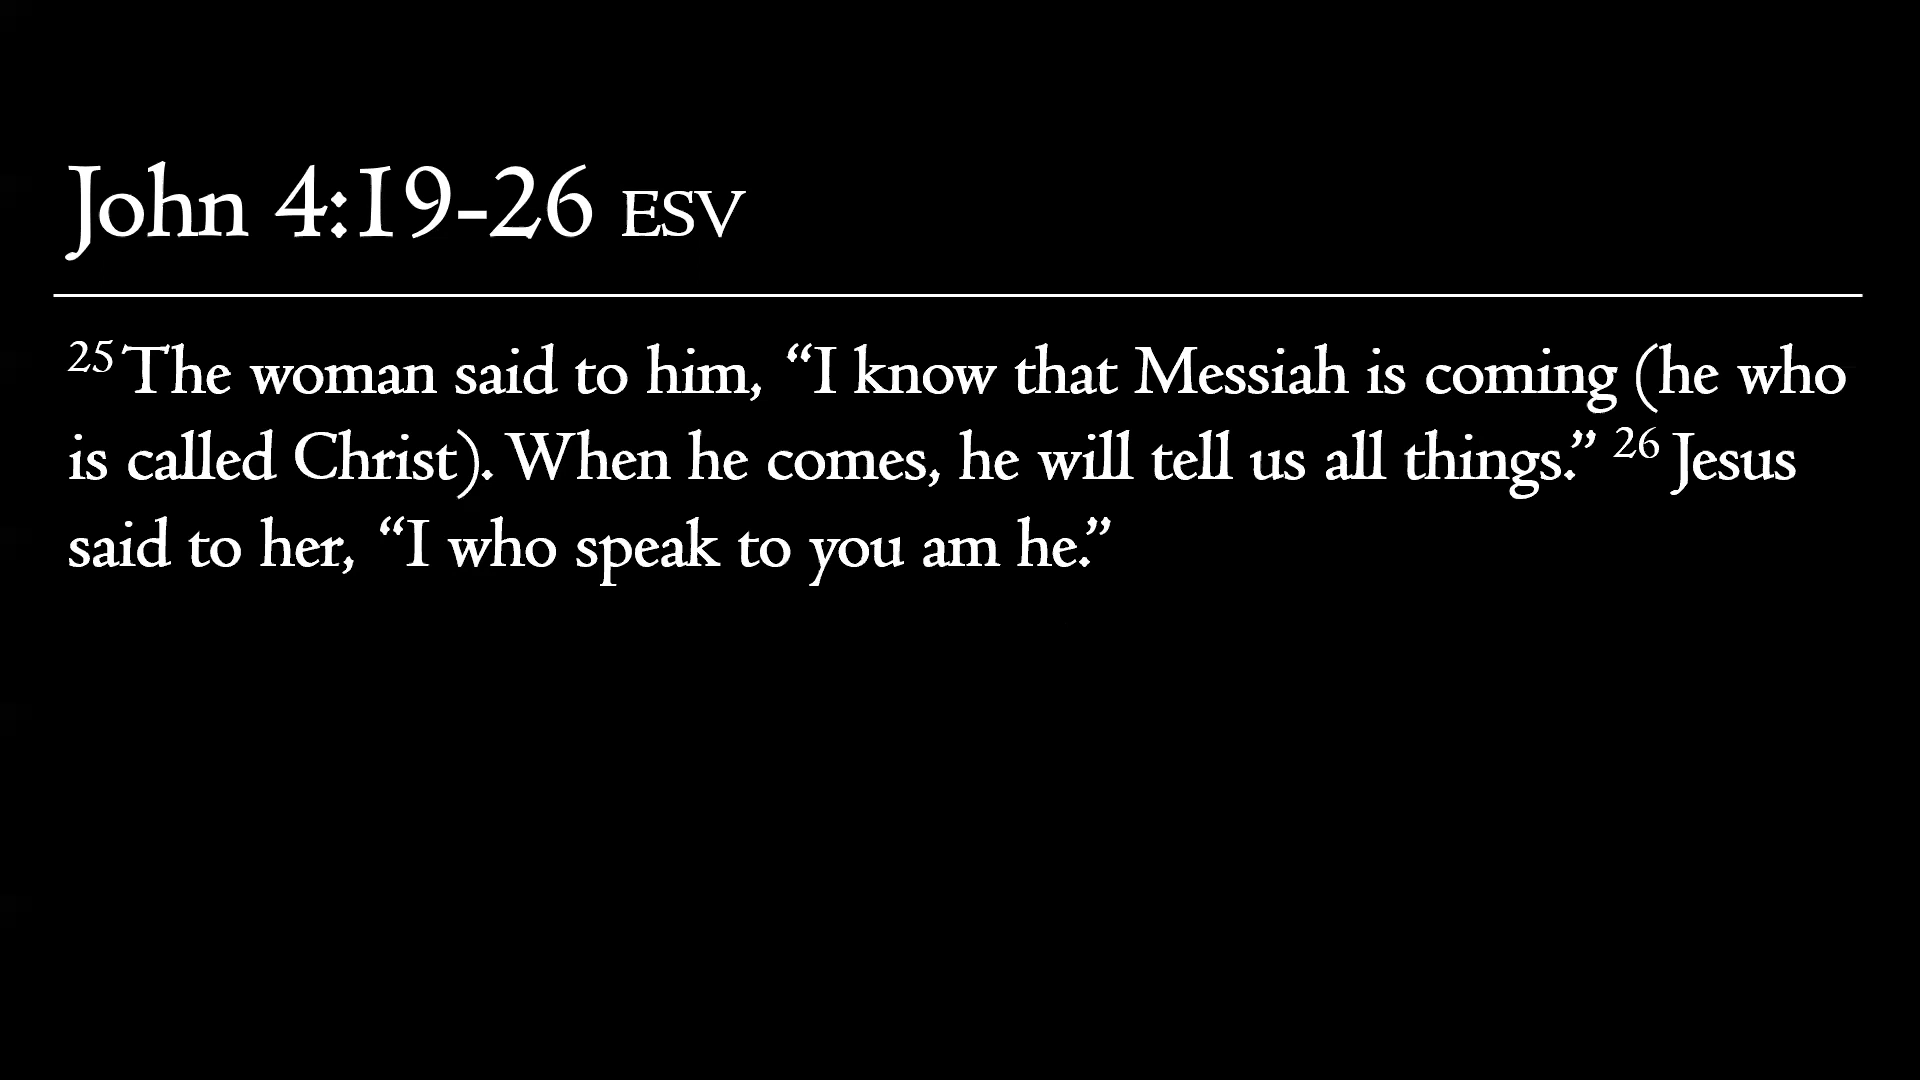 John 4:19-26 ESV
25 The woman said to him, “I know that Messiah is coming (he who
is called Christ). When he comes, he will tell us all things.” 26 Jesus
said to her, “I who speak to you am he.”